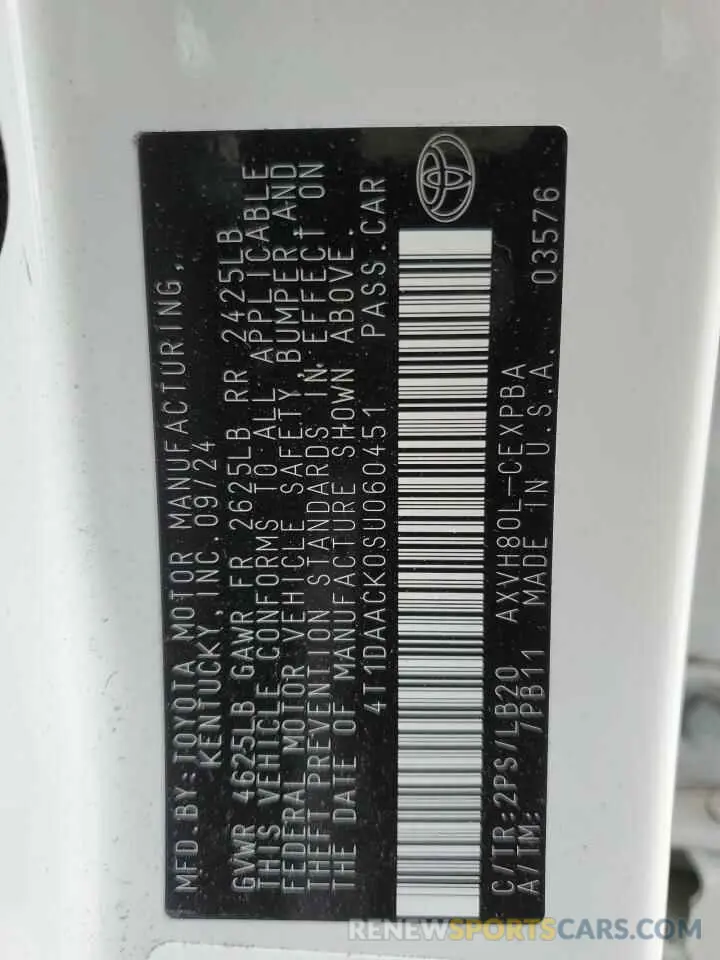 MFD.BY:TOYOTA MOTOR MANUFACTURING,
KENTUCKY,INC.09/24
GVWR 4625LB GAWR FR 2625LB RR 2425LB
THIS VEHICLE CONFORMS TO ALL APPLICABLE
FEDERAL MOTOR VEHICLE SAFETY, BUMPER AND
THEFT PREVENTION STANDARDS IN EFFECT ON
THE DATE OF MANUFACTURE SHOWN ABOVE.
4T1DAACK0SU060451 PASS.CAR
C/TR:2PS/LB20 AXVH80L-CEXPBA
A/TM: /PB11 MADE IN U.S.A. 03576
RENEWSPORTSCARS.COM